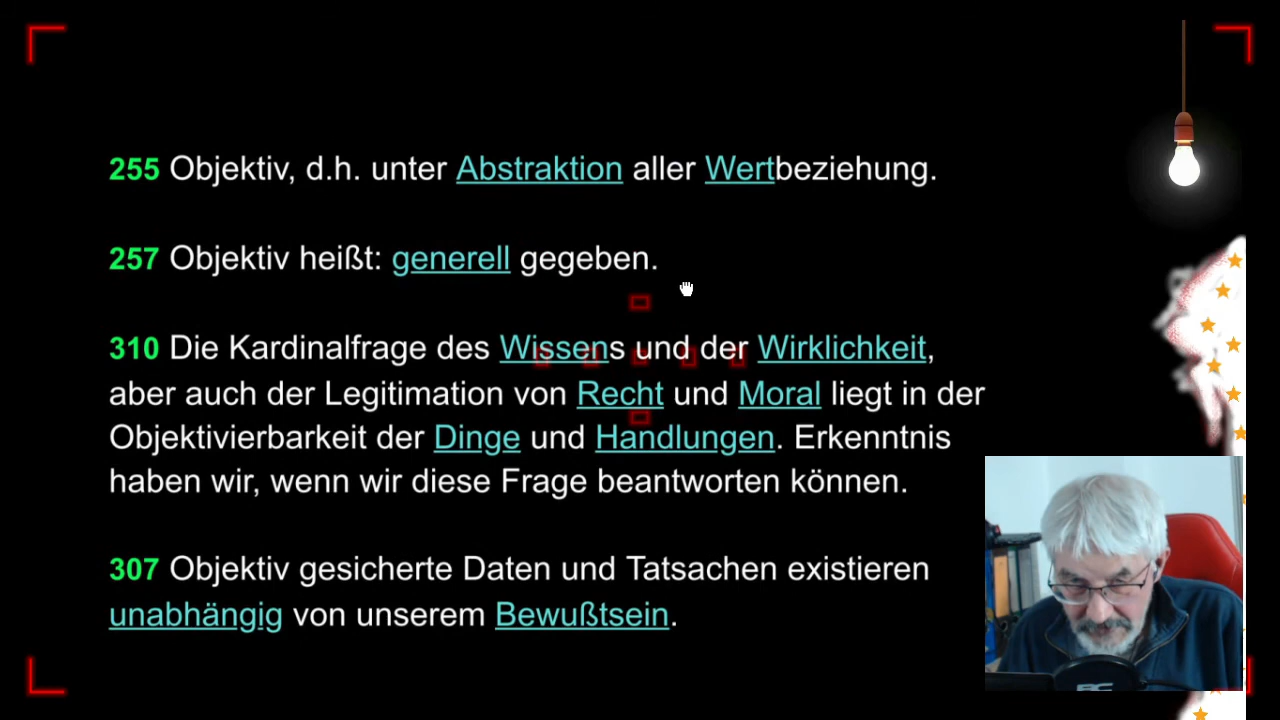 255 Objektiv, d.h. unter Abstraktion aller Wertbeziehung.
257 Objektiv heißt: generell gegeben.
310 Die Kardinalfrage des Wissens und der Wirklichkeit,
aber auch der Legitimation von Recht und Moral liegt in der
Objektivierbarkeit der Dinge und Handlungen. Erkenntnis
haben wir, wenn wir diese Frage beantworten können.
307 Objektiv gesicherte Daten und Tatsachen existieren
unabhängig von unserem Bewußtsein.